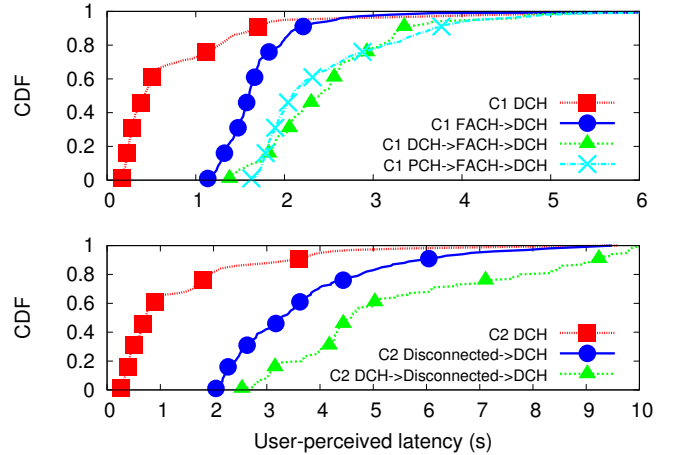 CDF
1
0.8
0.6
0.4
0.2
0
C1 DCH
C1 FACH->DCH
C1 DCH->FACH->DCH
C1 PCH->FACH->DCH
0 1 2 3 4 5 6
CDF
1
0.8
0.6
0.4
0.2
0
C2 DCH
C2 Disconnected->DCH
C2 DCH->Disconnected->DCH
0 1 2 3 4 5 6 7 8 9 10
User-perceived latency (s)